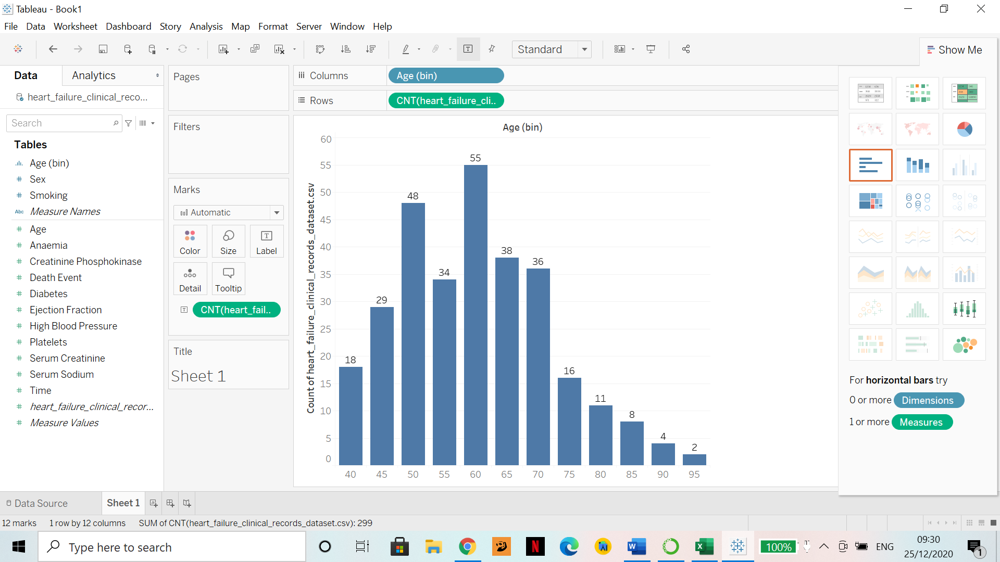 Tableau - Book1
File Data Worksheet Dashboard Story Analysis Map Format Server Window Help
Standard
Show Me
Data
Analytics
heart_failure_clinical_reco...
Search
Tables
Age (bin)
Sex
Smoking
Abc Measure Names
Age
Anaemia
Creatinine Phosphokinase
Death Event
Diabetes
Ejection Fraction
High Blood Pressure
Platelets
Serum Creatinine
Serum Sodium
Time
heart_failure_clinical_recor...
Measure Values
Pages
Filters
Marks
Automatic
Color
Size
Label
Detail
Tooltip
CNT(heart_fail..
Title
Sheet 1
Columns
Age (bin)
Rows
CNT(heart_failure_cli..
Age (bin)
Count of heart_failure_clinical_records_dataset.csv
60
55
50
45
40
35
30
25
20
15
10
5
0
18
29
48
34
55
38
36
16
11
8
4
2
40 45 50 55 60 65 70 75 80 85 90 95
For horizontal bars try
0 or more Dimensions
1 or more Measures
Data Source
Sheet 1
12 marks 1 row by 12 columns SUM of CNT(heart_failure_clinical_records_dataset.csv): 299
Type here to search
100%
ENG
09:30
25/12/2020
1